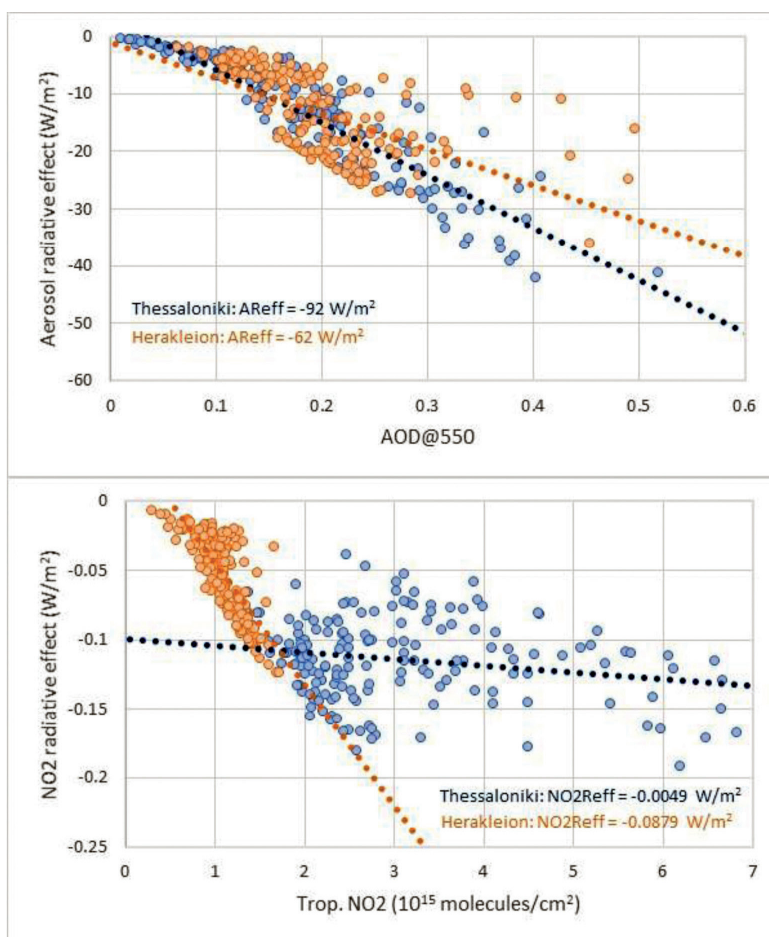 0
-10
-20
-30
-40
-50
-60
Aerosol radiative effect (W/m²)
Thessaloniki: AReff = -92 W/m²
Herakleion: AReff = -62 W/m²
0 0.1 0.2 0.3 0.4 0.5 0.6
AOD@550
0
-0.05
-0.1
-0.15
-0.2
-0.25
NO2 radiative effect (W/m²)
Thessaloniki: NO2Reff = -0.0049 W/m²
Herakleion: NO2Reff = -0.0879 W/m²
0 1 2 3 4 5 6 7
Trop. NO2 (10¹⁵ molecules/cm²)